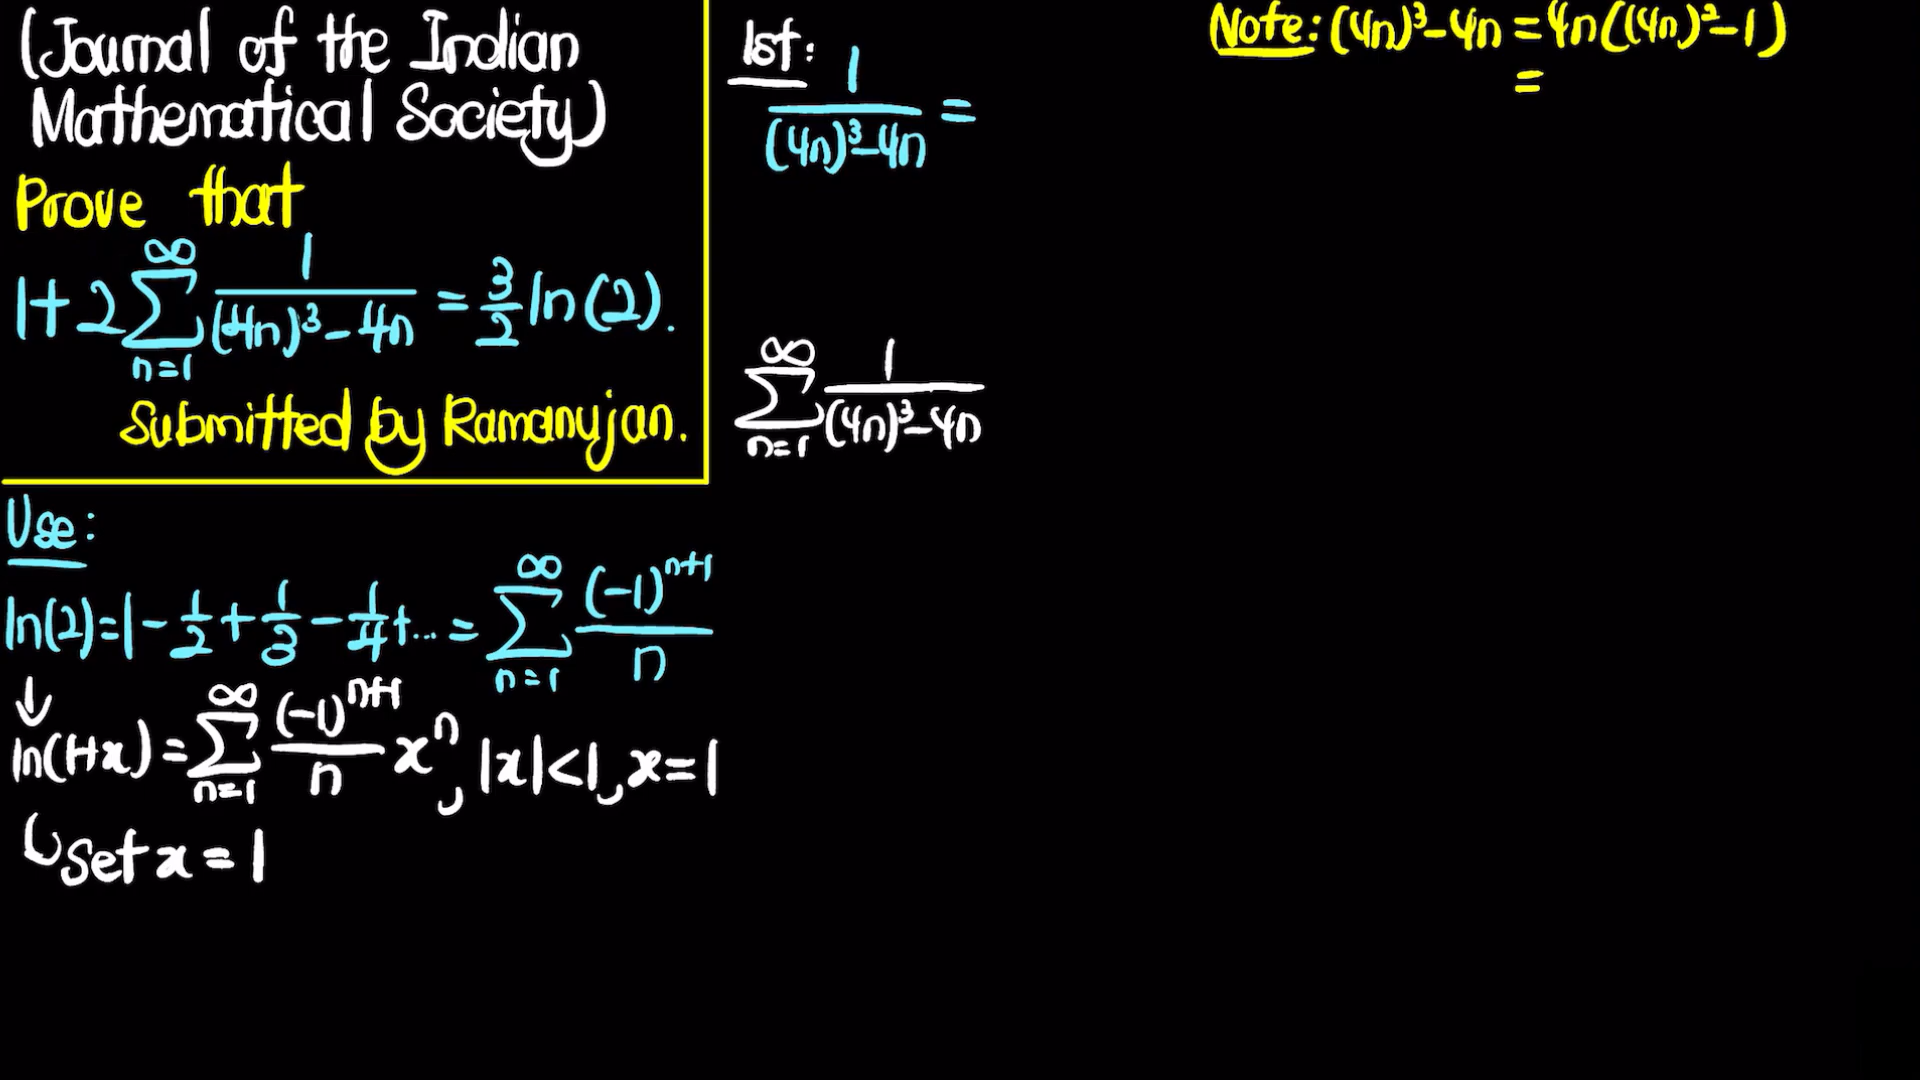 (Journal of the Indian
Mathematical Society)
Prove that
1+2∑_{n=1}^{∞} 1/((4n)³-4n) = 3/2 ln(2).
Submitted by Ramanujan.
Use:
ln(2)=1-1/2+1/3-1/4+... = ∑_{n=1}^{∞} (-1)^{n+1}/n
↓
ln(1+x)=∑_{n=1}^{∞} (-1)^{n+1}/n xⁿ, |x|<1, x=1
Set x=1
1st:
1/((4n)³-4n) =
∑_{n=1}^{∞} 1/((4n)³-4n)
Note: (4n)³-4n=4n((4n)²-1)
=